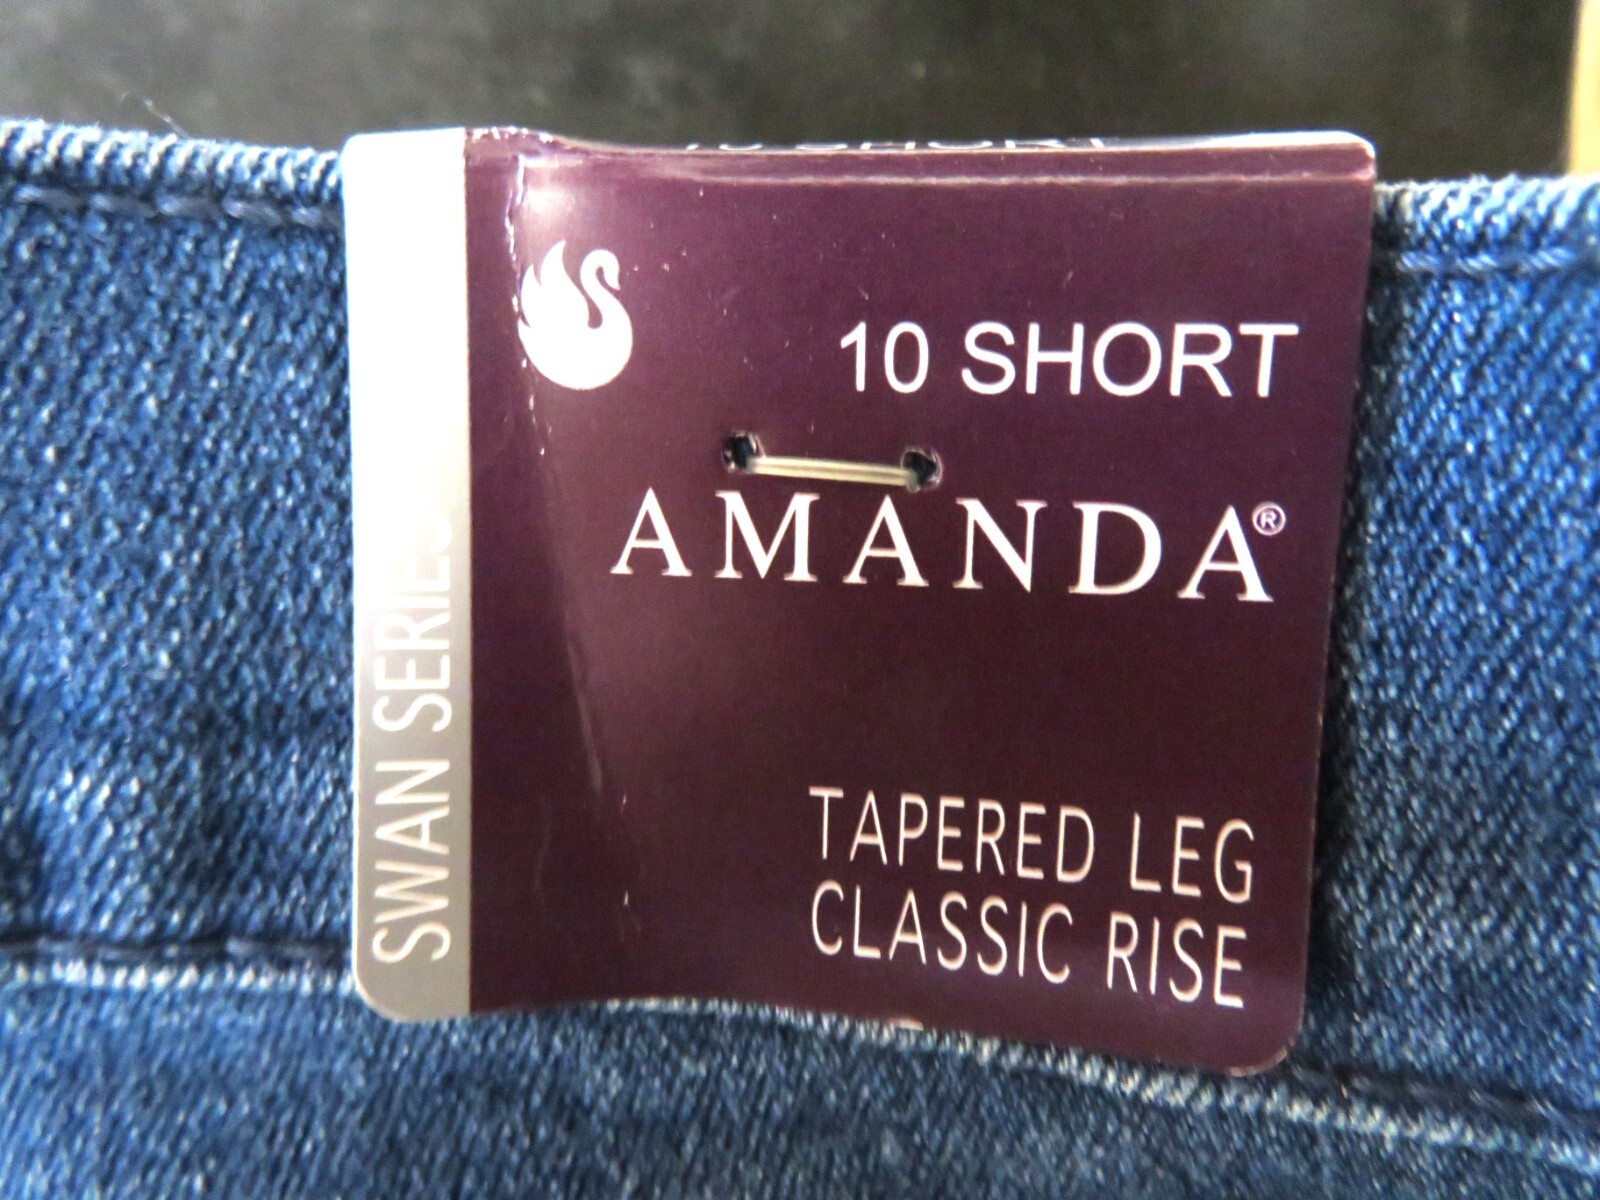 10 SHORT
AMANDA®
TAPERED LEG
CLASSIC RISE
SWAN SERIES